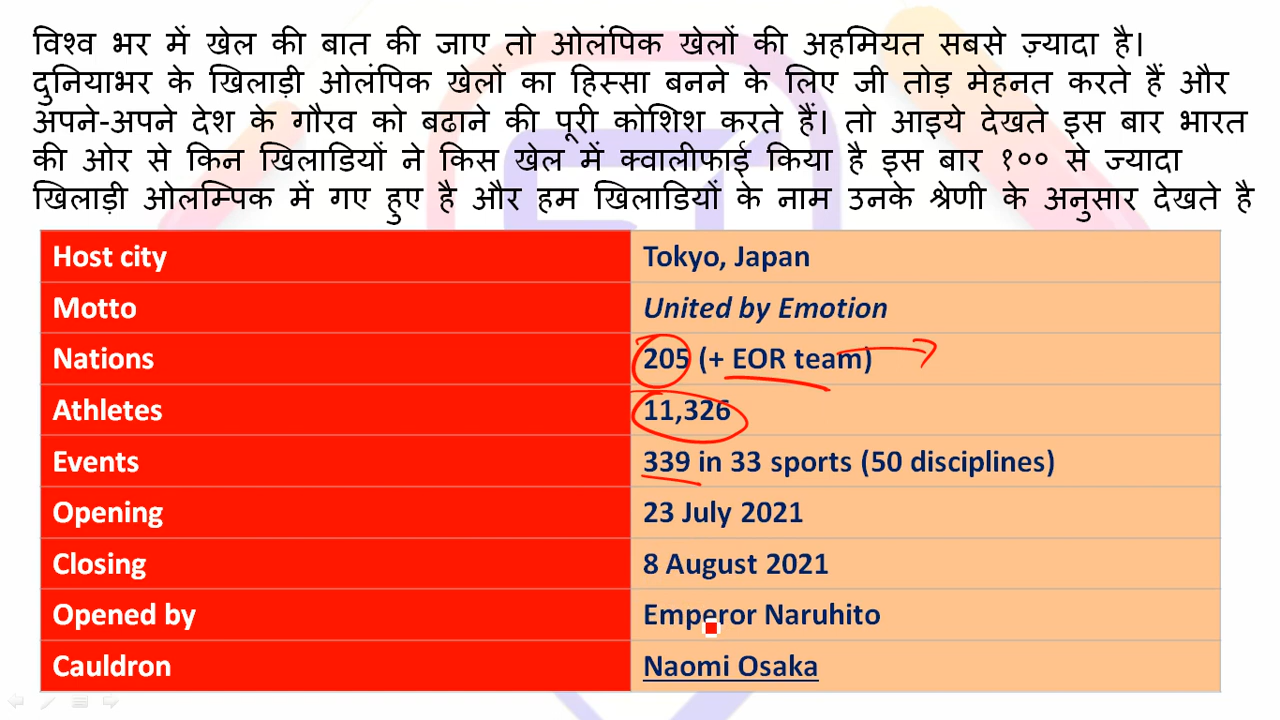 विश्व भर में खेल की बात की जाए तो ओलंपिक खेलों की अहमियत सबसे ज़्यादा है।
दुनियाभर के खिलाड़ी ओलंपिक खेलों का हिस्सा बनने के लिए जी तोड़ मेहनत करते हैं और
अपने-अपने देश के गौरव को बढाने की पूरी कोशिश करते हैं। तो आइये देखते इस बार भारत
की ओर से किन खिलाडियों ने किस खेल में क्वालीफाई किया है इस बार १०० से ज्यादा
खिलाड़ी ओलम्पिक में गए हुए है और हम खिलाडियों के नाम उनके श्रेणी के अनुसार देखते है
Host city Tokyo, Japan
Motto United by Emotion
Nations 205 (+ EOR team)
Athletes 11,326
Events 339 in 33 sports (50 disciplines)
Opening 23 July 2021
Closing 8 August 2021
Opened by Emperor Naruhito
Cauldron Naomi Osaka